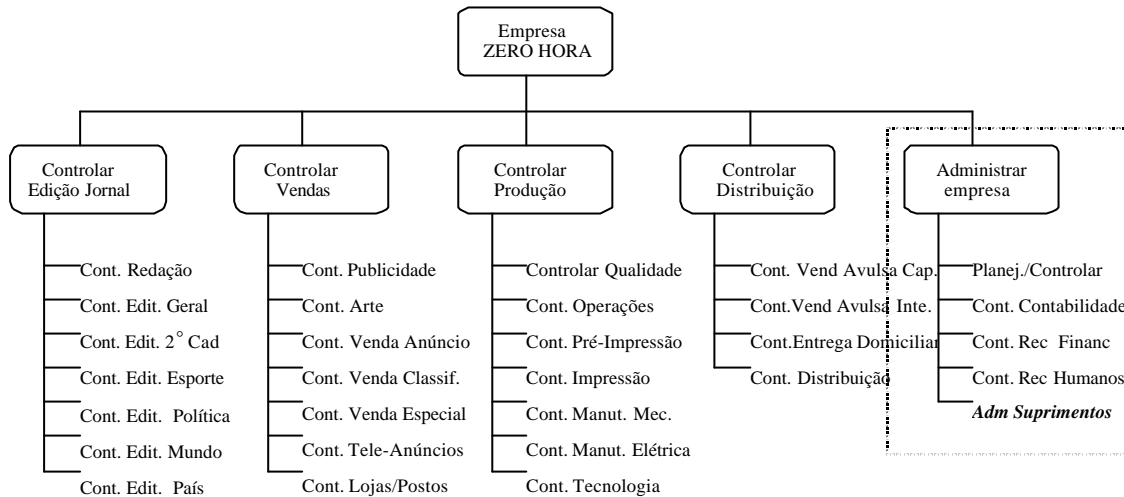 Empresa
ZERO HORA
Controlar
Edição Jornal
Cont. Redação
Cont. Edit. Geral
Cont. Edit. 2° Cad
Cont. Edit. Esporte
Cont. Edit. Política
Cont. Edit. Mundo
Cont. Edit. País
Controlar
Vendas
Cont. Publicidade
Cont. Arte
Cont. Venda Anúncio
Cont. Venda Classif.
Cont. Venda Especial
Cont. Tele-Anúncios
Cont. Lojas/Postos
Controlar
Produção
Controlar Qualidade
Cont. Operações
Cont. Pré-Impressão
Cont. Impressão
Cont. Manut. Mec.
Cont. Manut. Elétrica
Cont. Tecnologia
Controlar
Distribuição
Cont. Vend Avulsa Cap.
Cont.Vend Avulsa Inte.
Cont.Entrega Domiciliar
Cont. Distribuição
Administrar
empresa
Planej./Controlar
Cont. Contabilidade
Cont. Rec Financ
Cont. Rec Humanos
Adm Suprimentos